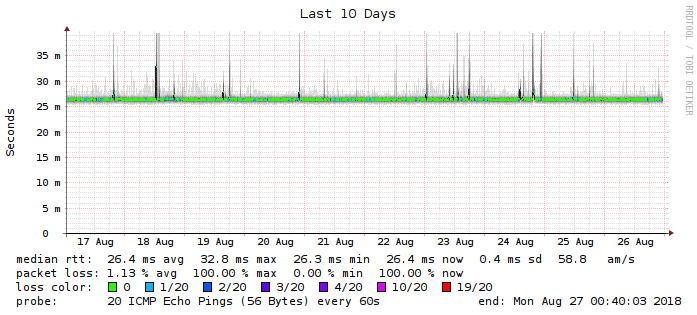 Last 10 Days
RRDTOOL / TOBI OETIKER
Seconds
35 m
30 m
25 m
20 m
15 m
10 m
5 m
0
17 Aug 18 Aug 19 Aug 20 Aug 21 Aug 22 Aug 23 Aug 24 Aug 25 Aug 26 Aug
median rtt: 26.4 ms avg 32.8 ms max 26.3 ms min 26.4 ms now 0.4 ms sd 58.8 am/s
packet loss: 1.13 % avg 100.00 % max 0.00 % min 100.00 % now
loss color: 0 1/20 2/20 3/20 4/20 10/20 19/20
probe: 20 ICMP Echo Pings (56 Bytes) every 60s end: Mon Aug 27 00:40:03 2018